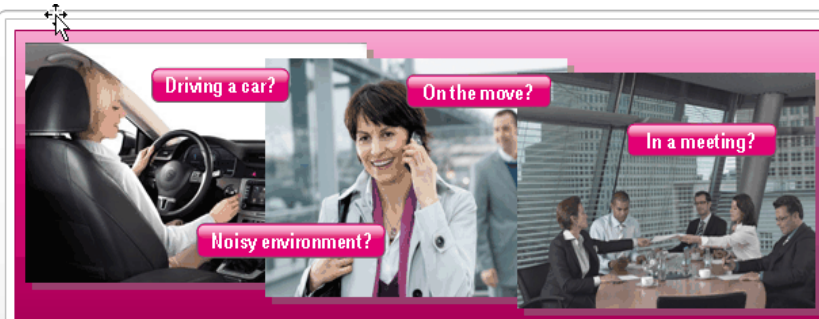 Driving a car?
On the move?
In a meeting?
Noisy environment?